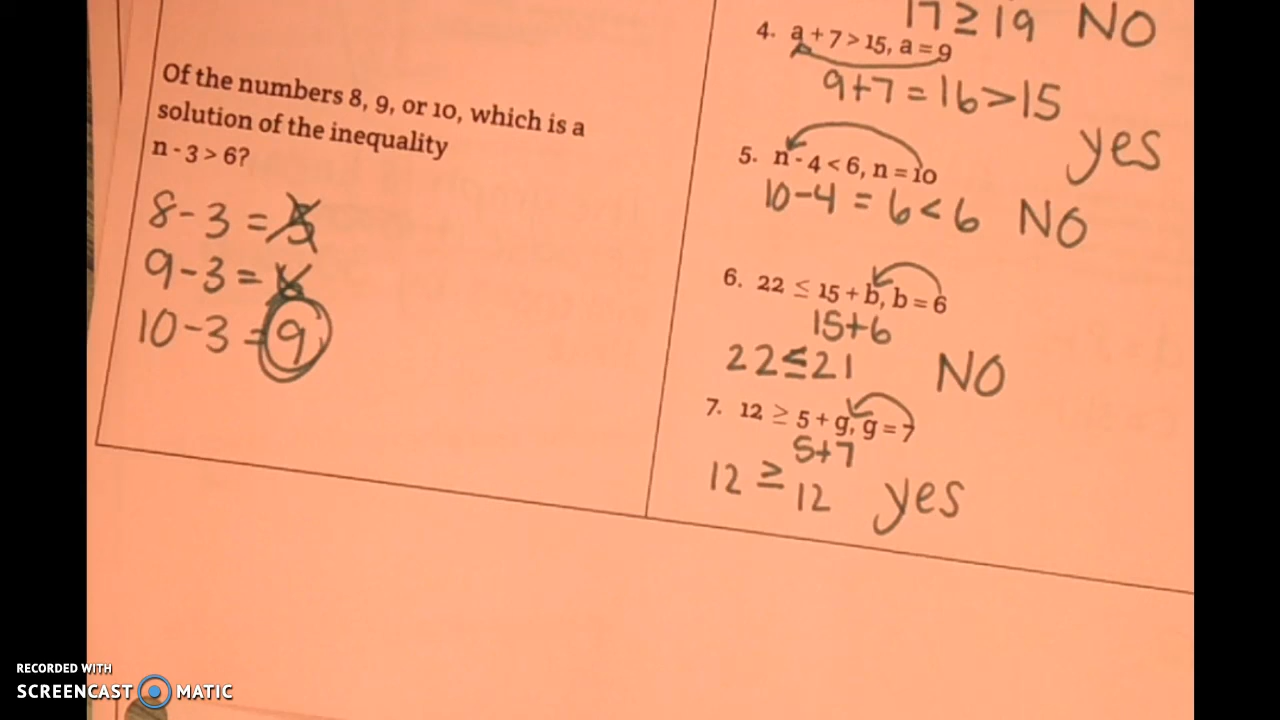 Of the numbers 8, 9, or 10, which is a
solution of the inequality
n - 3 > 6?
8 - 3 = 5
9 - 3 = 6
10 - 3 = 9
17 ≥ 19 NO
4. a + 7 > 15, a = 9
9 + 7 = 16 > 15
yes
5. n - 4 < 6, n = 10
10 - 4 = 6 < 6 NO
6. 22 ≤ 15 + b, b = 6
15 + 6
22 ≤ 21 NO
7. 12 ≥ 5 + g, g = 7
5 + 7
12 ≥ 12 yes
RECORDED WITH
SCREENCAST MATIC